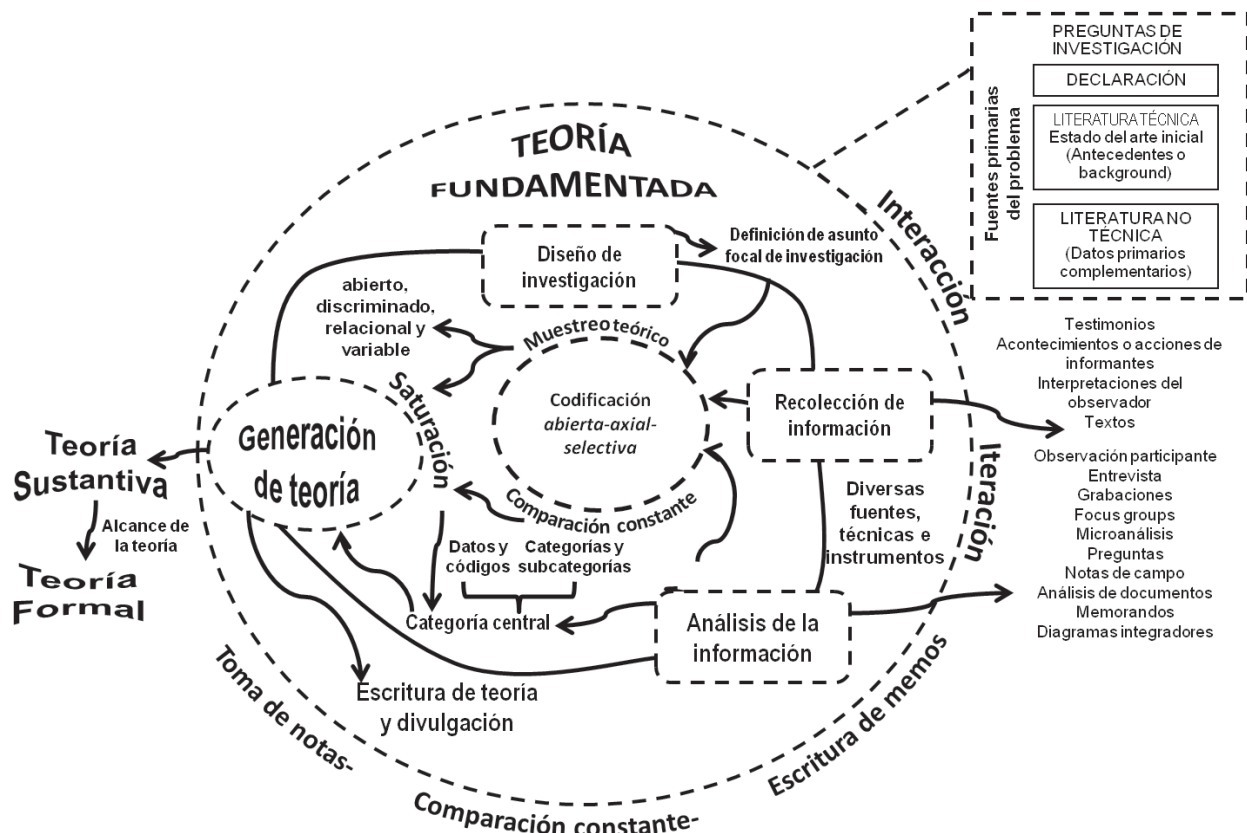 PREGUNTAS DE
INVESTIGACIÓN
DECLARACIÓN
LITERATURA TÉCNICA
Estado del arte inicial
(Antecedentes o
background)
LITERATURA NO
TÉCNICA
(Datos primarios
complementarios)
Fuentes primarias
del problema
TEORÍA
FUNDAMENTADA
Interacción
Iteración
Escritura de memos
Comparación constante-
Toma de notas-
Diseño de
investigación
Definición de asunto
focal de investigación
abierto,
discriminado,
relacional y
variable
Muestreo teórico
Saturación
Codificación
abierta-axial-
selectiva
Comparación constante
Recolección de
información
Testimonios
Acontecimientos o acciones de
informantes
Interpretaciones del
observador
Textos
Observación participante
Entrevista
Grabaciones
Focus groups
Microanálisis
Preguntas
Notas de campo
Análisis de documentos
Memorandos
Diagramas integradores
Diversas
fuentes,
técnicas e
instrumentos
Generación
de teoría
Teoría
Sustantiva
Alcance de
la teoría
Teoría
Formal
Datos y
códigos
Categorías y
subcategorías
Categoría central
Análisis de la
información
Escritura de teoría
y divulgación